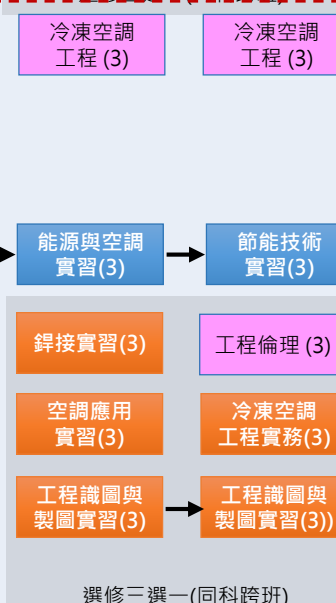 冷凍空調
工程 (3)
冷凍空調
工程 (3)
能源與空調
實習(3)
節能技術
實習(3)
銲接實習(3)
工程倫理 (3)
空調應用
實習(3)
冷凍空調
工程實務(3)
工程識圖與
製圖實習(3)
工程識圖與
製圖實習(3))
選修三選一(同科跨班)